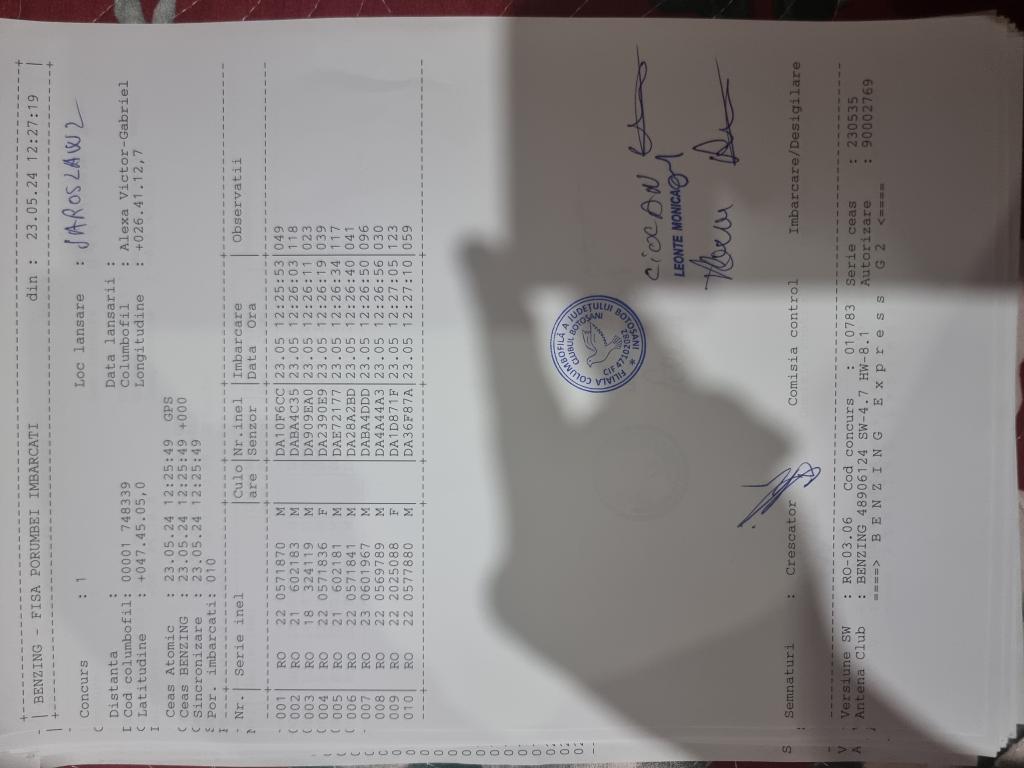 | BENZING - FISA PORUMBEI IMBARCATI din : 23.05.24 12:27:19 |
Concurs : 1 Loc lansare : JAROSLAWZ
Distanta : Data lansarii :
Cod columbofil: 00001 748339 Columbofil : Alexa Victor-Gabriel
Latitudine : +047.45.05,0 Longitudine : +026.41.12,7
Ceas Atomic : 23.05.24 12:25:49 GPS
Ceas BENZING : 23.05.24 12:25:49 +000
Sincronizare : 23.05.24 12:25:49
Por. imbarcati: 010
Nr. | Serie inel |Culo|Nr.inel |Imbarcare | Observatii
|are |Senzor |Data Ora |
001 | RO 22 0571870 M | |DA10F6CC|23.05 12:25:53|049
002 | RO 21 602183 M | |DABA4C35|23.05 12:26:03|118
003 | RO 18 324119 M | |DA909EA0|23.05 12:26:11|023
004 | RO 22 0571836 F | |DA2390E9|23.05 12:26:19|039
005 | RO 21 602181 M | |DAE72177|23.05 12:26:34|117
006 | RO 22 0571841 M | |DA28A2BD|23.05 12:26:40|041
007 | RO 23 0601967 M | |DABA4DDD|23.05 12:26:50|096
008 | RO 22 0569789 M | |DA4A44A3|23.05 12:26:56|030
009 | RO 22 2025088 F | |DA1D871F|23.05 12:27:05|123
010 | RO 22 0577880 M | |DA36F87A|23.05 12:27:10|059
FILIALA COLUMBOFILĂ A JUDEŢULUI BOTOŞANI
CLUBUL BOTOŞANI
CIF 47102083
LEONTE MONICA
Semnaturi : Crescator Comisia control Imbarcare/Desigilare
Versiune SW : RO-03.06 Cod concurs : 010783 Serie ceas : 230535
Antena Club : BENZING 48906124 SW-4.7 HW-8.1 Autorizare : 90002769
====> B E N Z I N G E x p r e s s G 2 <====